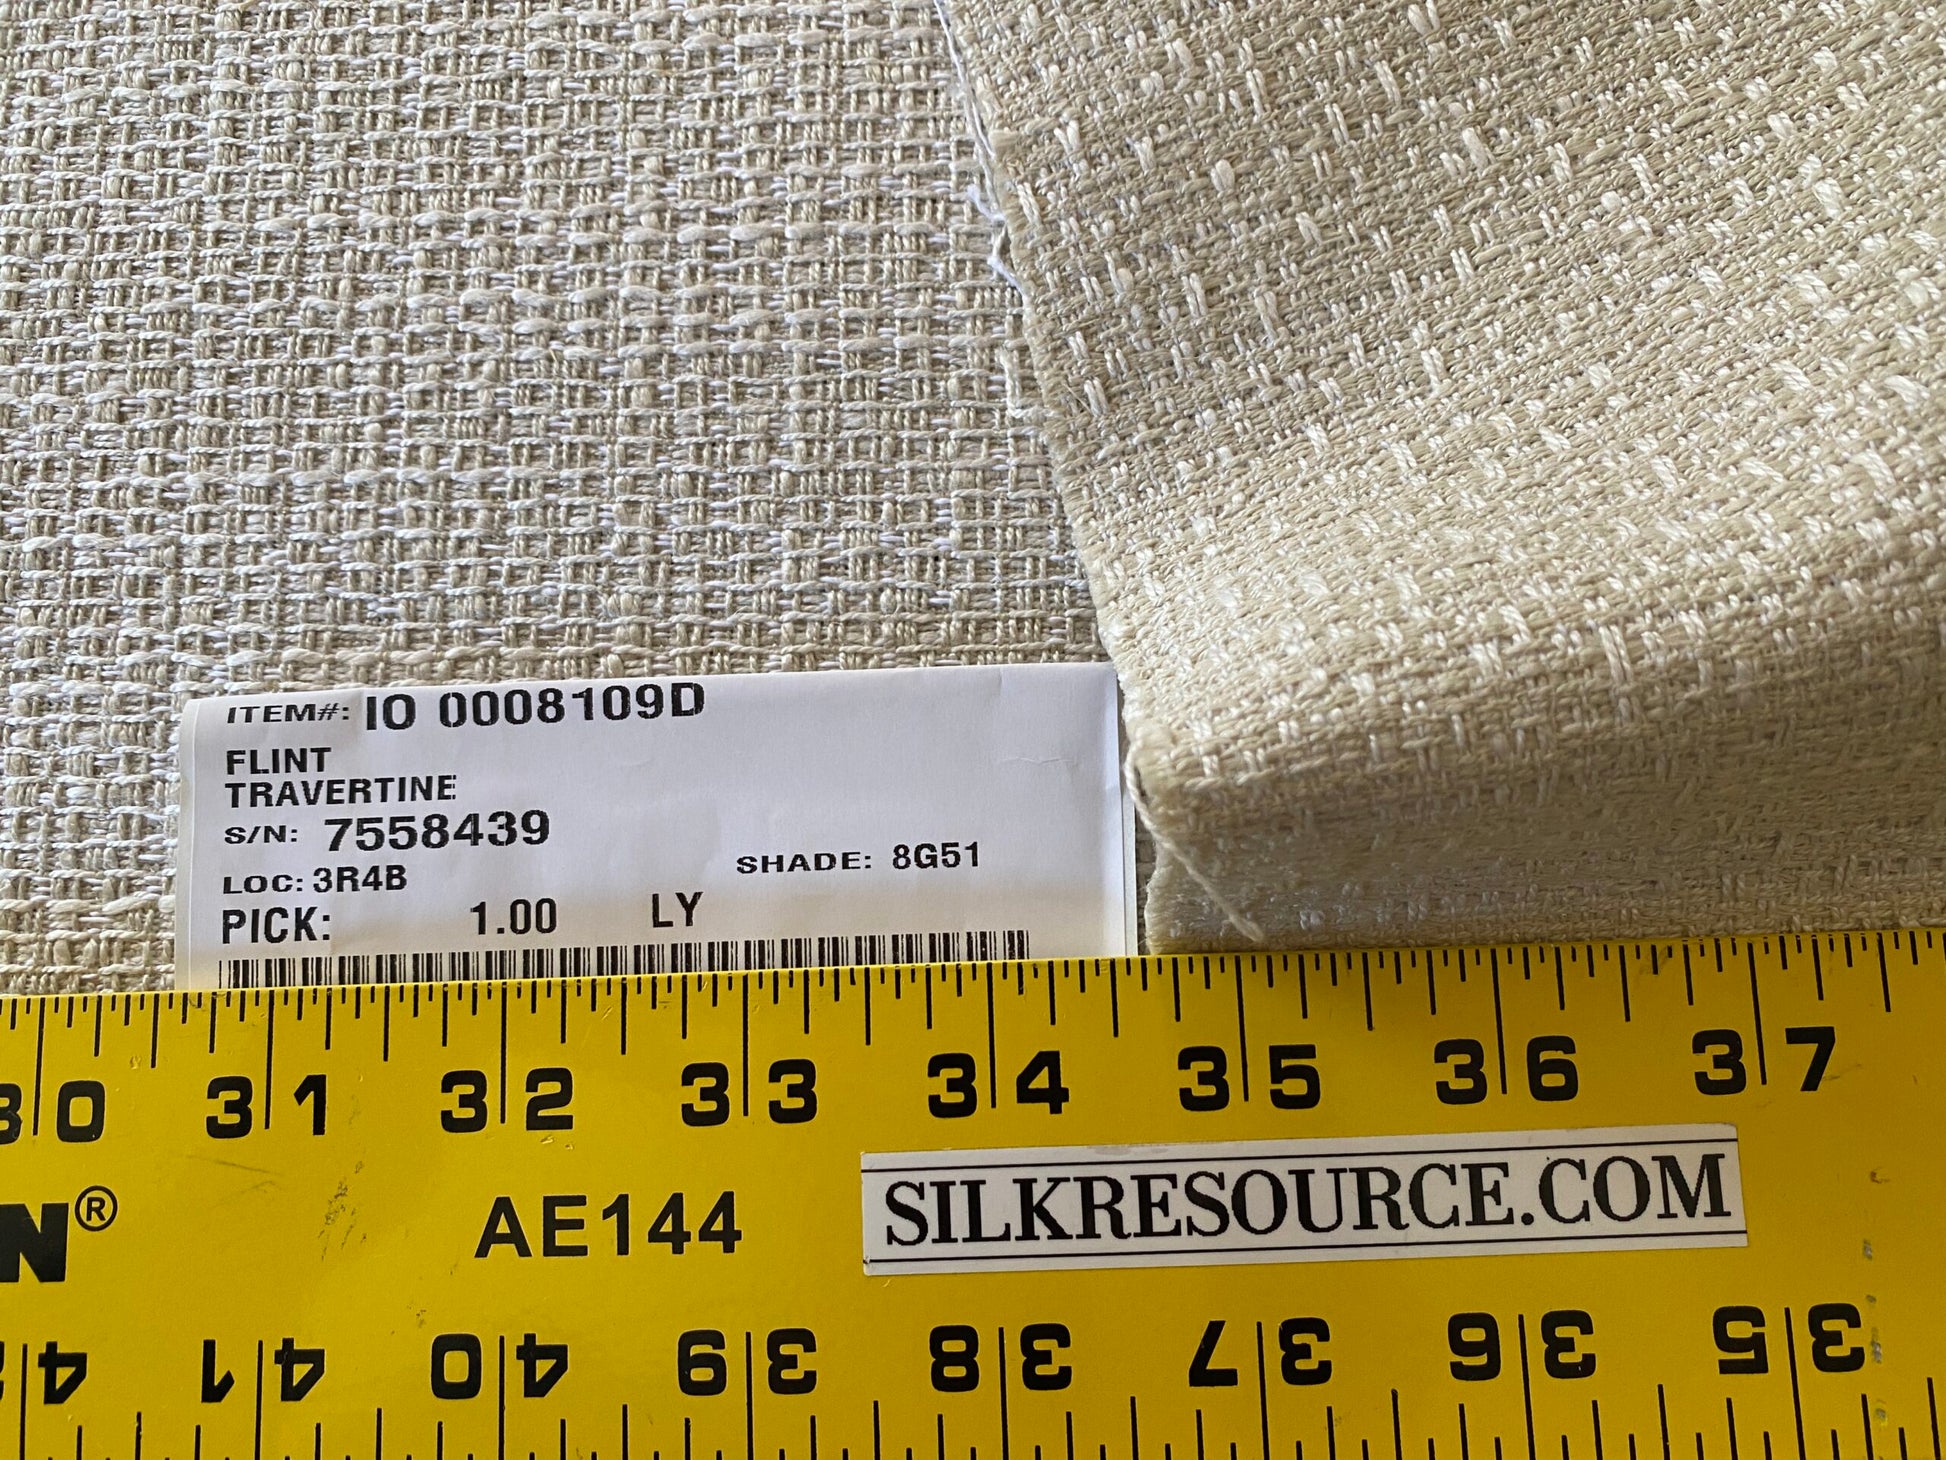 ITEM#: IO 0008109D
FLINT
TRAVERTINE
S/N: 7558439
LOC: 3R4B
SHADE: 8G51
PICK: 1.00 LY
30 31 32 33 34 35 36 37
N® AE144
SILKRESOURCE.COM
42 41 40 39 38 37 36 35